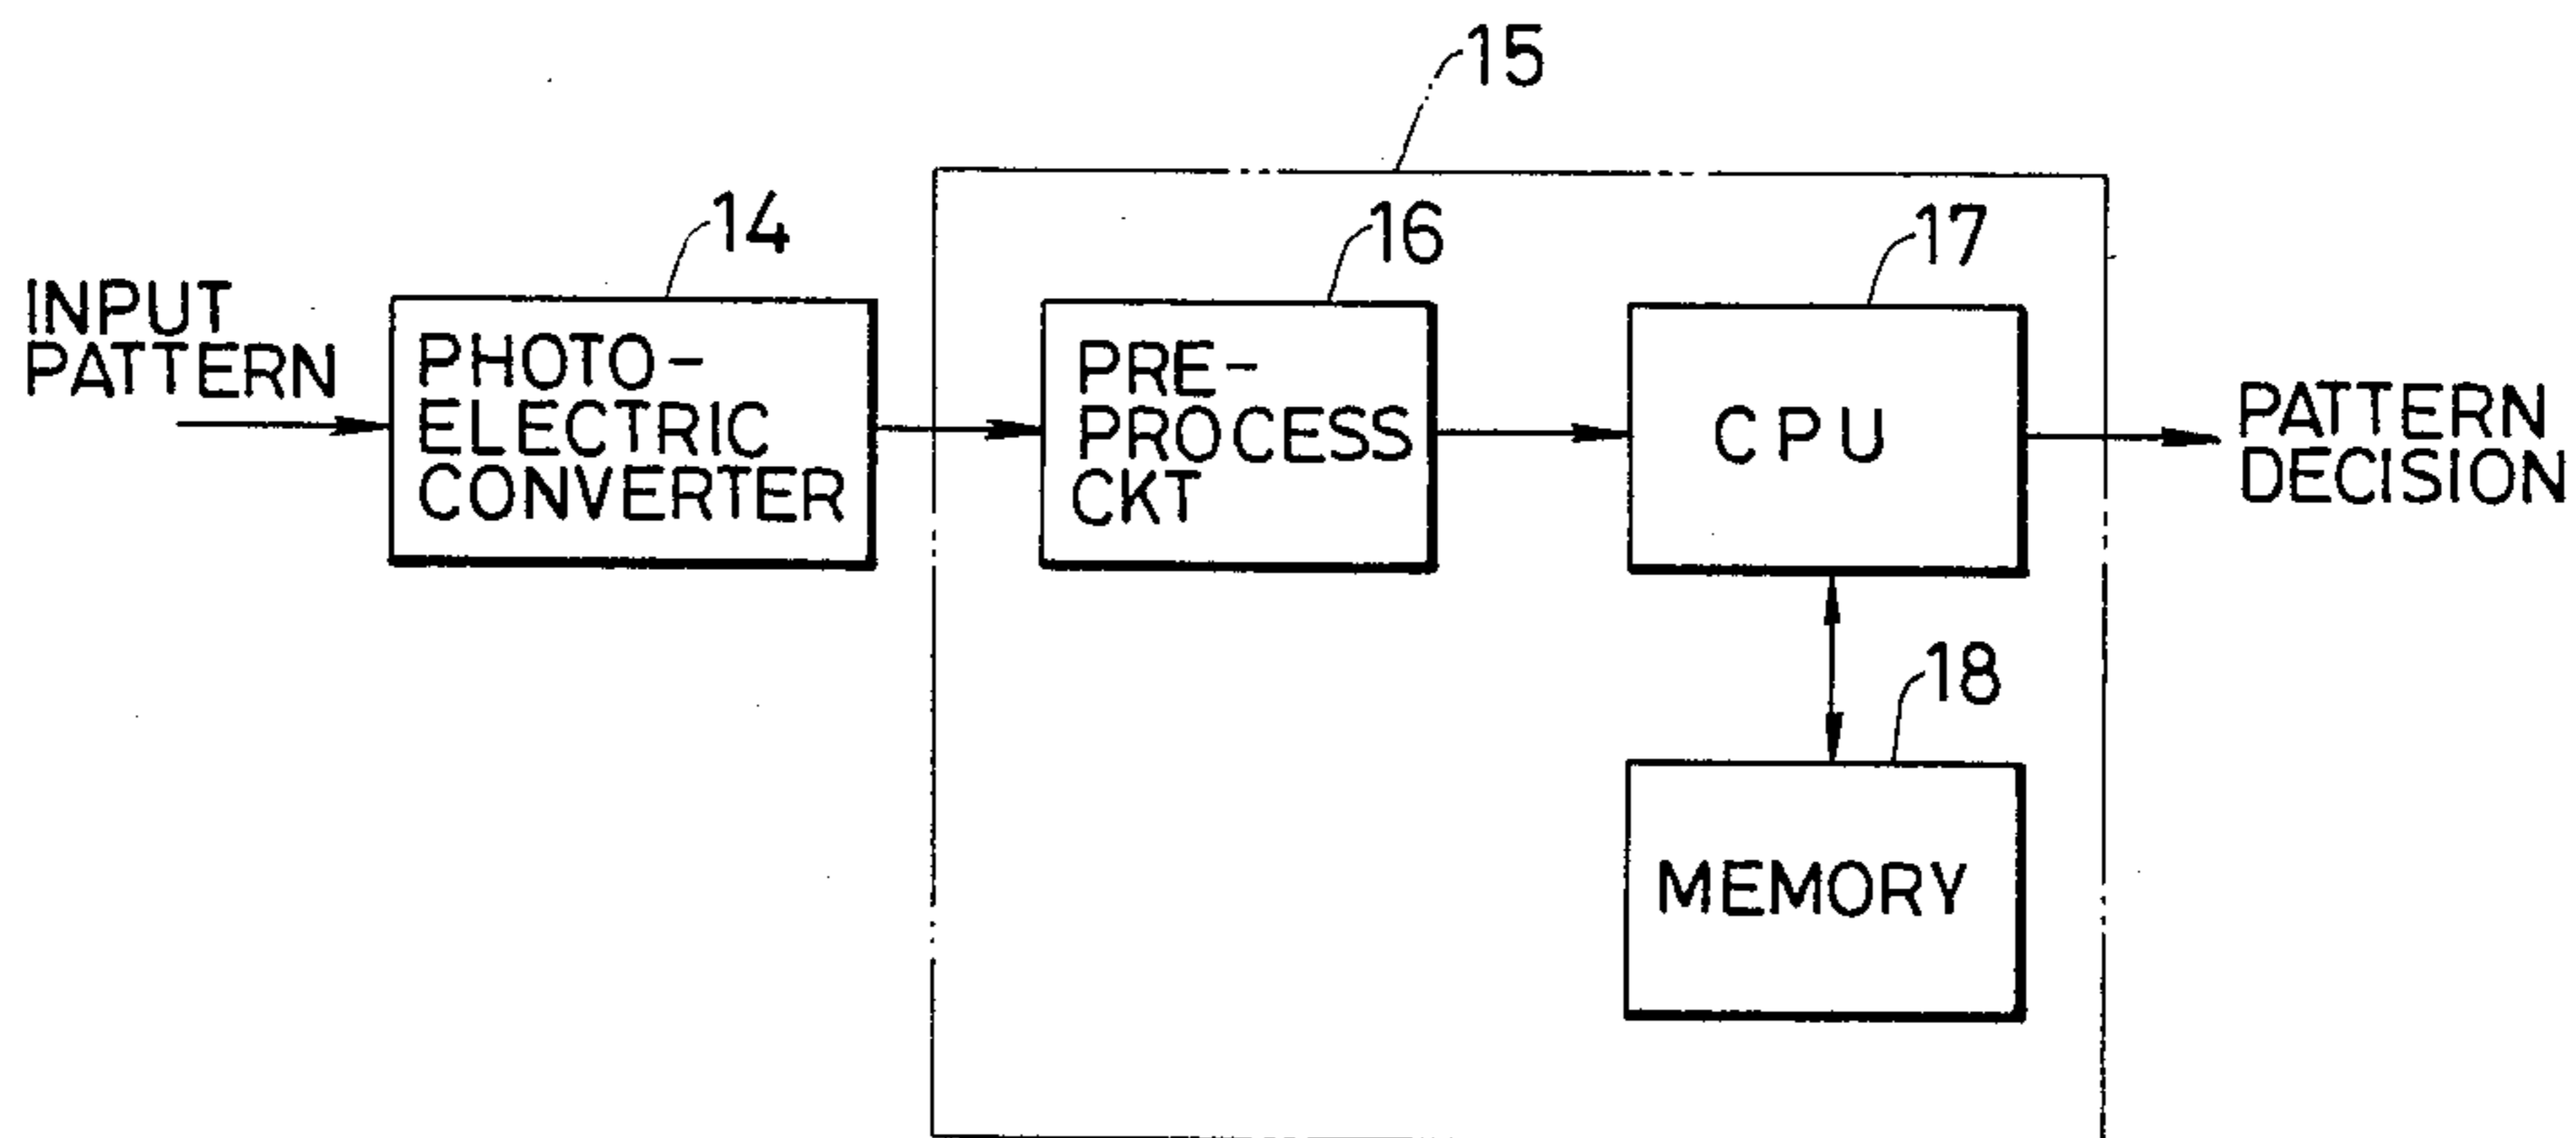 15
14
16
17
INPUT
PATTERN
PHOTO-
ELECTRIC
CONVERTER
PRE-
PROCESS
CKT
CPU
PATTERN
DECISION
18
MEMORY